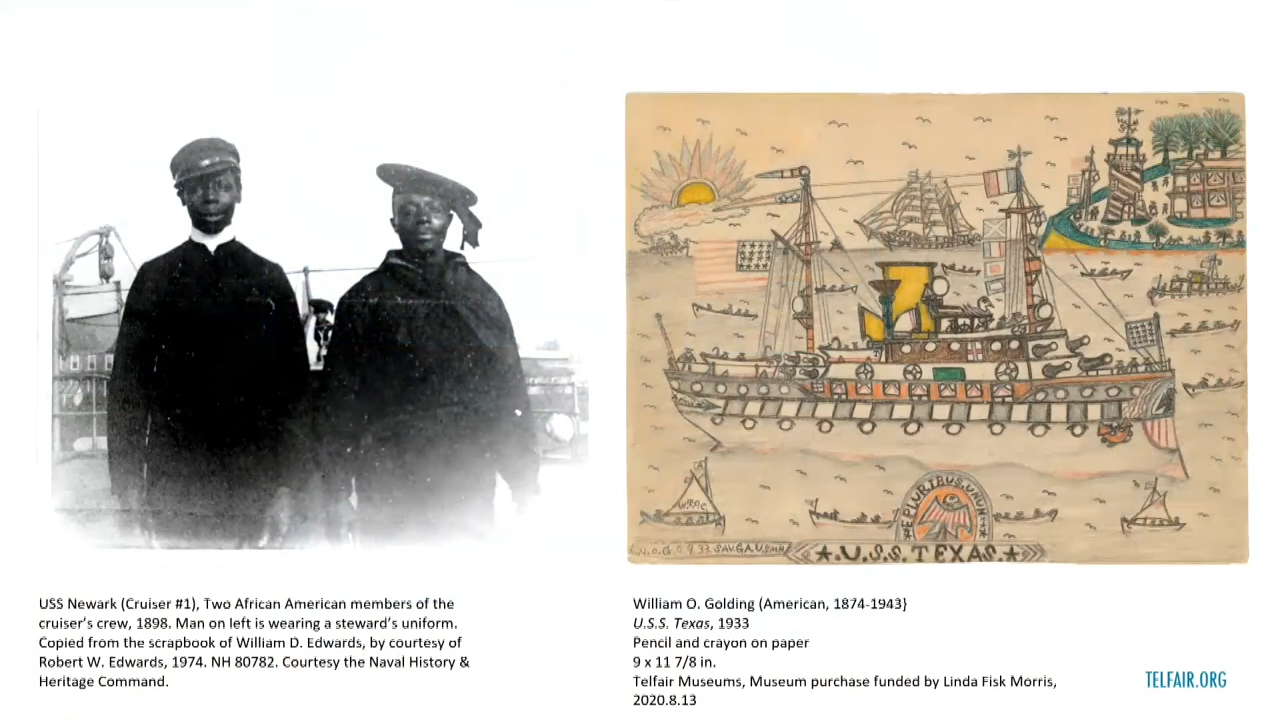 E.PLURIBUS.UNUM
★.U.S.S.TEXAS.★
USS Newark (Cruiser #1), Two African American members of the
cruiser's crew, 1898. Man on left is wearing a steward's uniform.
Copied from the scrapbook of William D. Edwards, by courtesy of
Robert W. Edwards, 1974. NH 80782. Courtesy the Naval History &
Heritage Command.
William O. Golding (American, 1874-1943}
U.S.S. Texas, 1933
Pencil and crayon on paper
9 x 11 7/8 in.
Telfair Museums, Museum purchase funded by Linda Fisk Morris,
2020.8.13
TELFAIR.ORG